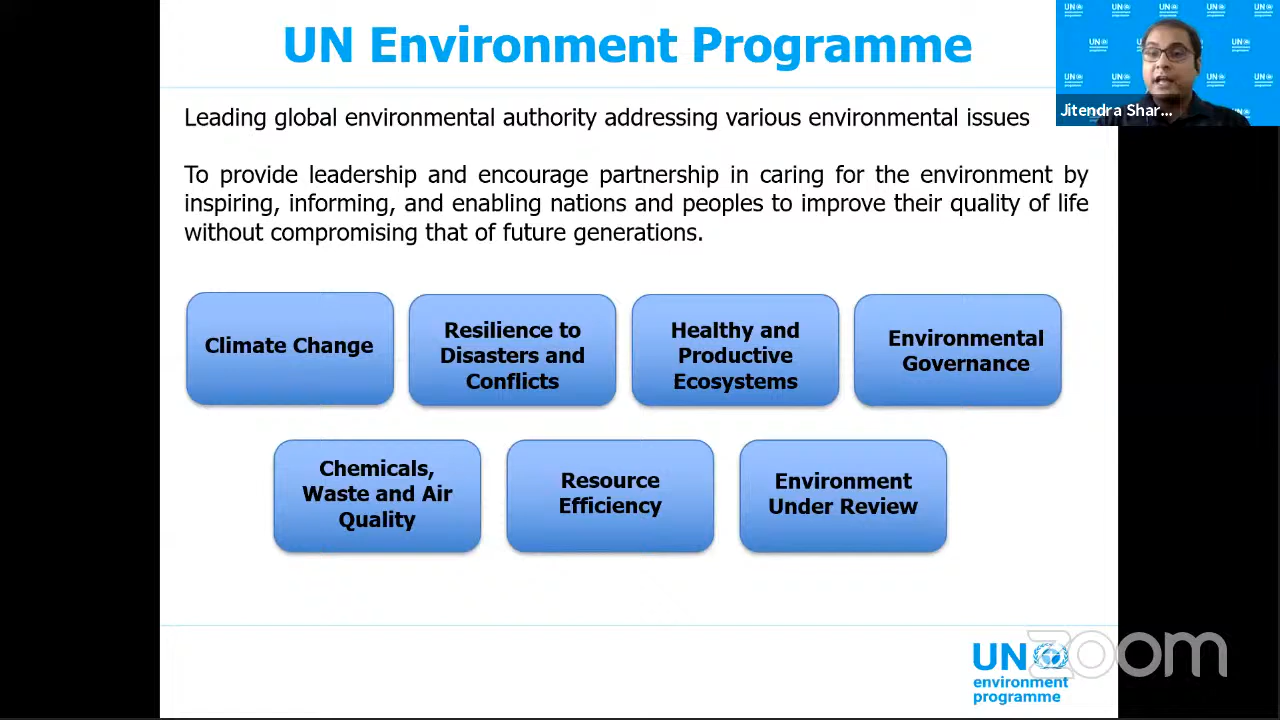 UN Environment Programme
Jitendra Shar...
Leading global environmental authority addressing various environmental issues
To provide leadership and encourage partnership in caring for the environment by
inspiring, informing, and enabling nations and peoples to improve their quality of life
without compromising that of future generations.
Climate Change
Resilience to
Disasters and
Conflicts
Healthy and
Productive
Ecosystems
Environmental
Governance
Chemicals,
Waste and Air
Quality
Resource
Efficiency
Environment
Under Review
UN
environment
programme
zoom